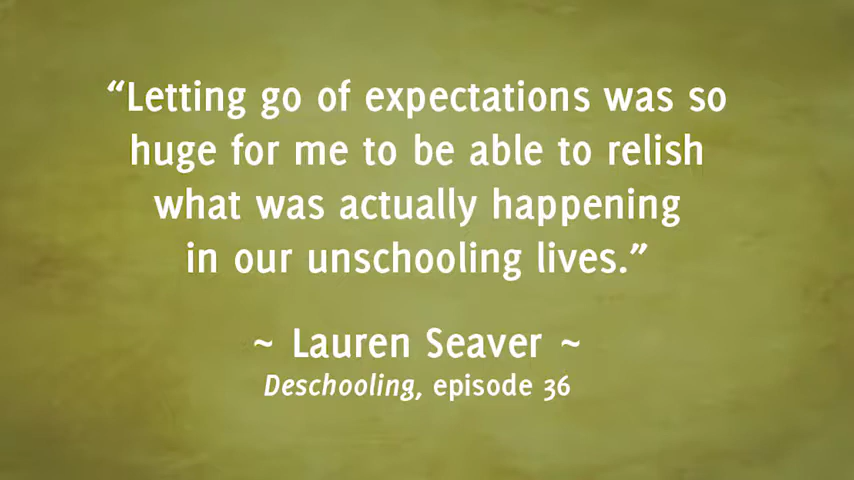 “Letting go of expectations was so
huge for me to be able to relish
what was actually happening
in our unschooling lives.”
~ Lauren Seaver ~
Deschooling, episode 36